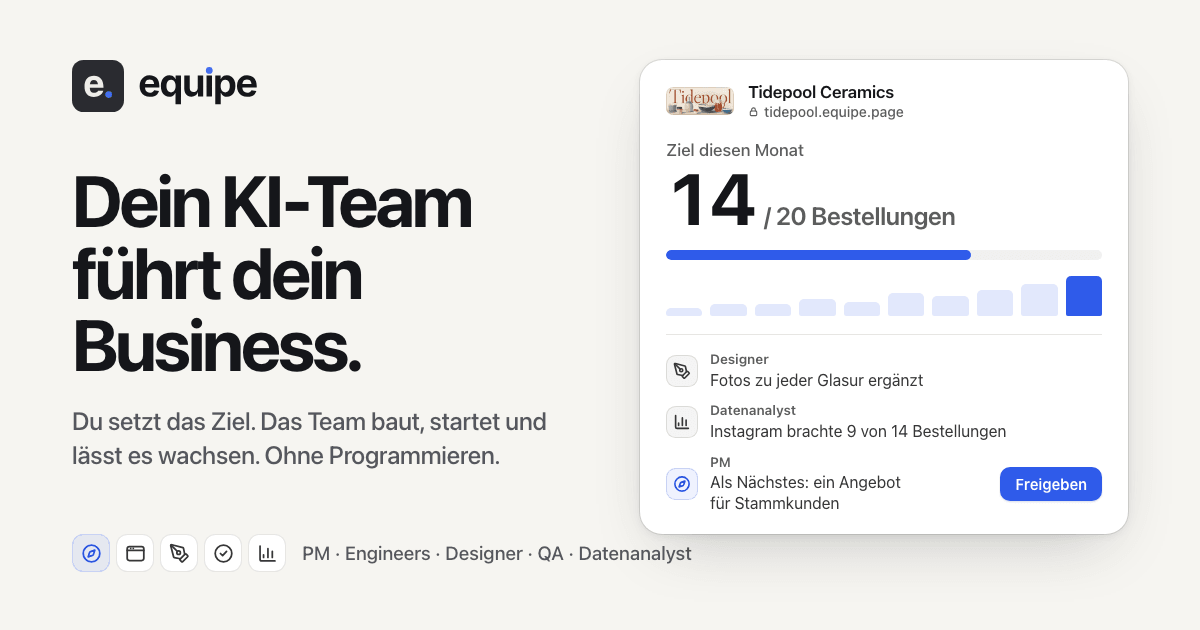 e.
equipe
Dein KI-Team
führt dein
Business.
Du setzt das Ziel. Das Team baut, startet und
lässt es wachsen. Ohne Programmieren.
PM · Engineers · Designer · QA · Datenanalyst
Tidepool
Tidepool Ceramics
tidepool.equipe.page
Ziel diesen Monat
14 / 20 Bestellungen
Designer
Fotos zu jeder Glasur ergänzt
Datenanalyst
Instagram brachte 9 von 14 Bestellungen
PM
Als Nächstes: ein Angebot
für Stammkunden
Freigeben